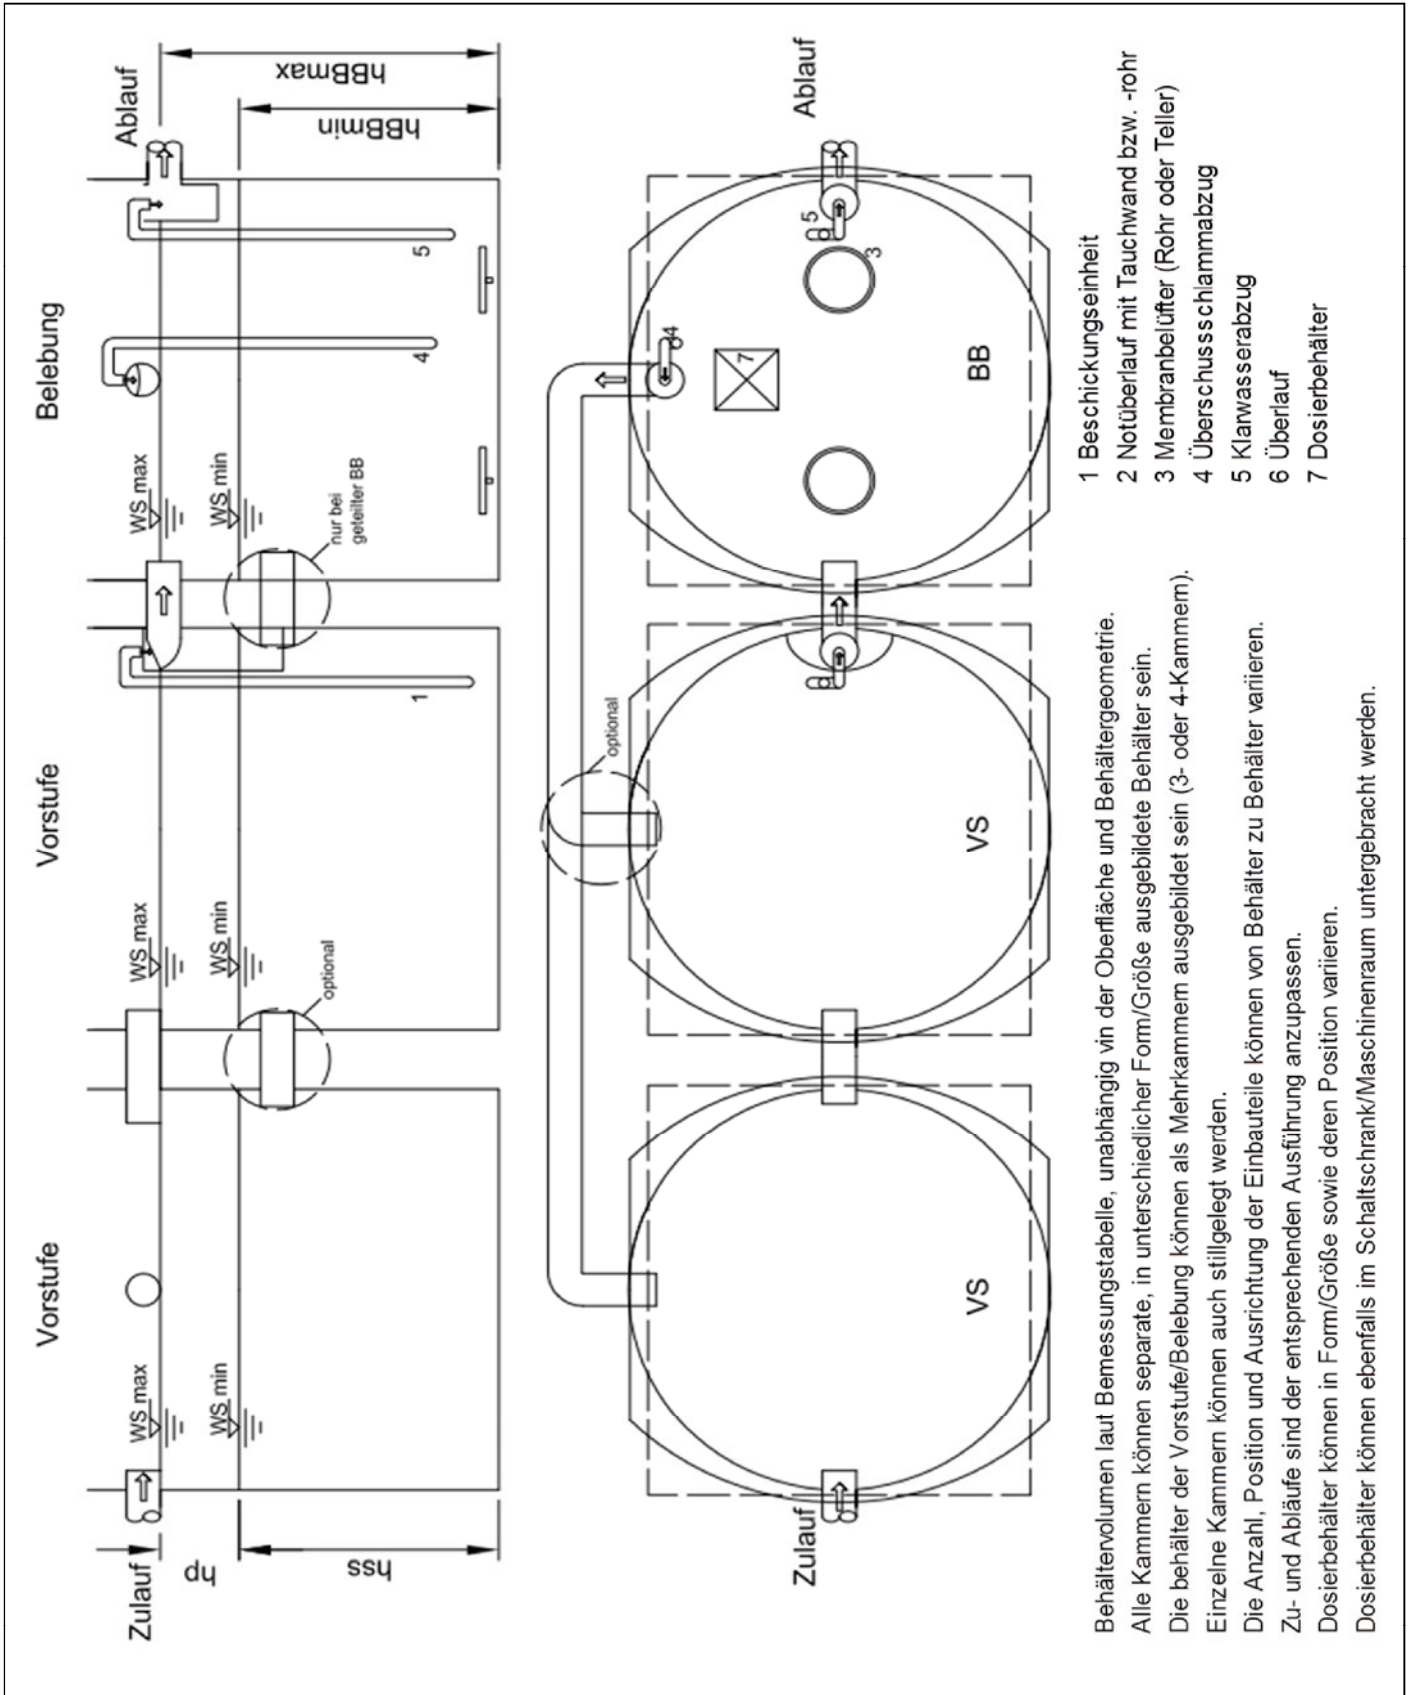 Vorstufe
Vorstufe
Belebung
Zulauf
WS max
WS max
WS max
Ablauf
hp
WS min
WS min
WS min
hBBmin
hBBmax
hss
optional
1
nur bei
geteilter BB
4
5
optional
4
7
5
3
Zulauf
Ablauf
VS
VS
BB
Behältervolumen laut Bemessungstabelle, unabhängig vin der Oberfläche und Behältergeometrie.
Alle Kammern können separate, in unterschiedlicher Form/Größe ausgebildete Behälter sein.
Die behälter der Vorstufe/Belebung können als Mehrkammern ausgebildet sein (3- oder 4-Kammern).
Einzelne Kammern können auch stillgelegt werden.
Die Anzahl, Position und Ausrichtung der Einbauteile können von Behälter zu Behälter variieren.
Zu- und Abläufe sind der entsprechenden Ausführung anzupassen.
Dosierbehälter können in Form/Größe sowie deren Position variieren.
Dosierbehälter können ebenfalls im Schaltschrank/Maschinenraum untergebracht werden.
1 Beschickungseinheit
2 Notüberlauf mit Tauchwand bzw. -rohr
3 Membranbelüfter (Rohr oder Teller)
4 Überschussschlammabzug
5 Klarwasserabzug
6 Überlauf
7 Dosierbehälter